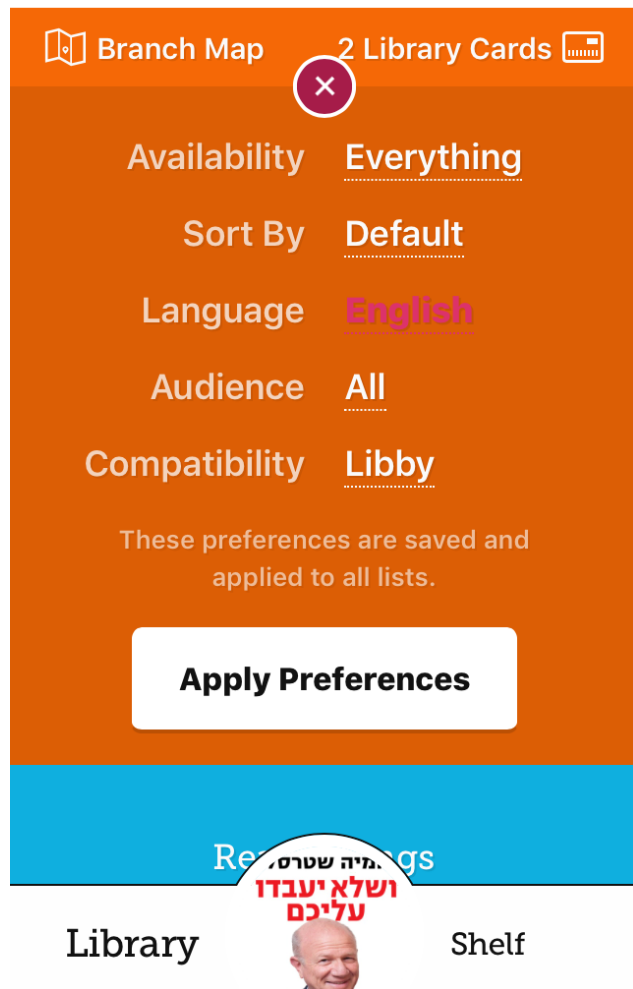 Branch Map
2 Library Cards
Availability Everything
Sort By Default
Language English
Audience All
Compatibility Libby
These preferences are saved and
applied to all lists.
Apply Preferences
ושלא יעבדו
עליכם
Library
Shelf